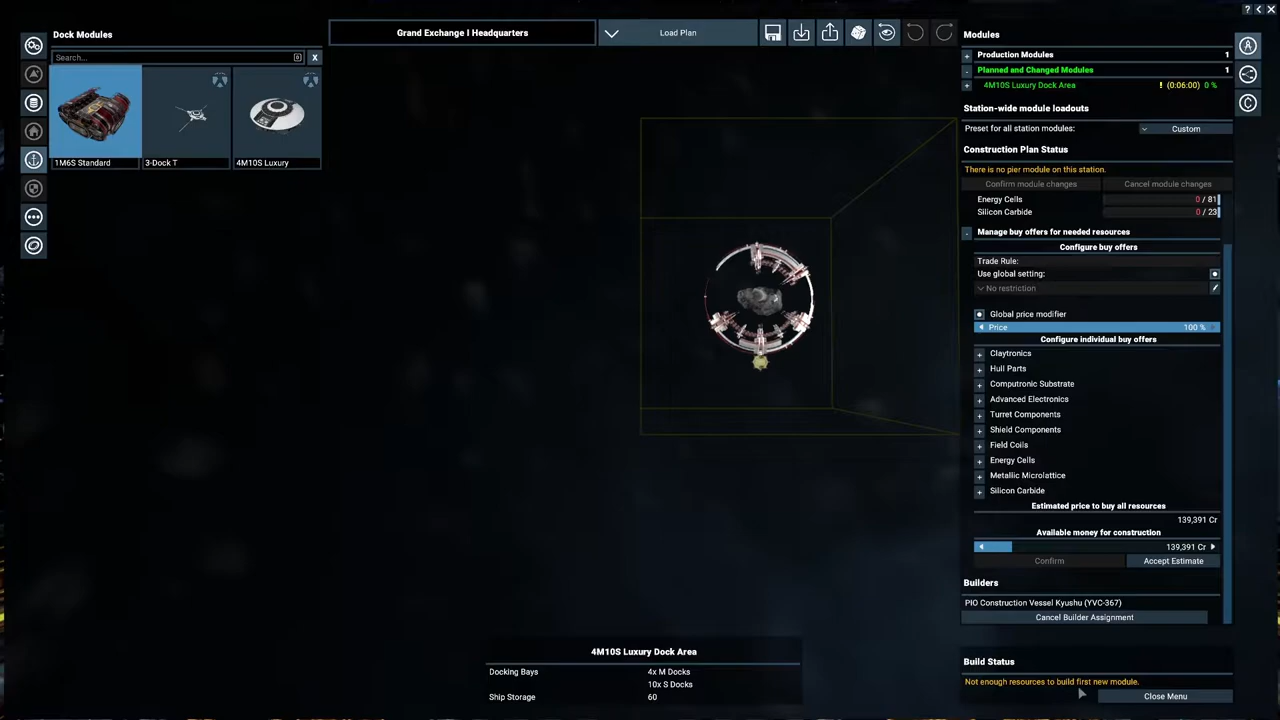 Dock Modules
Search...
X
1M6S Standard
3-Dock T
4M10S Luxury
Grand Exchange I Headquarters
Load Plan
Modules
Production Modules 1
Planned and Changed Modules 1
4M10S Luxury Dock Area ! (0:06:00) 0 %
Station-wide module loadouts
Preset for all station modules: Custom
Construction Plan Status
There is no pier module on this station.
Confirm module changes Cancel module changes
Energy Cells 0 / 81
Silicon Carbide 0 / 23
Manage buy offers for needed resources
Configure buy offers
Trade Rule:
Use global setting:
No restriction
Global price modifier
Price 100 %
Configure individual buy offers
Claytronics
Hull Parts
Computronic Substrate
Advanced Electronics
Turret Components
Shield Components
Field Coils
Energy Cells
Metallic Microlattice
Silicon Carbide
Estimated price to buy all resources
139,391 Cr
Available money for construction
139,391 Cr
Confirm Accept Estimate
Builders
PIO Construction Vessel Kyushu (YVC-367)
Cancel Builder Assignment
Build Status
Not enough resources to build first new module.
Close Menu
4M10S Luxury Dock Area
Docking Bays 4x M Docks
10x S Docks
Ship Storage 60